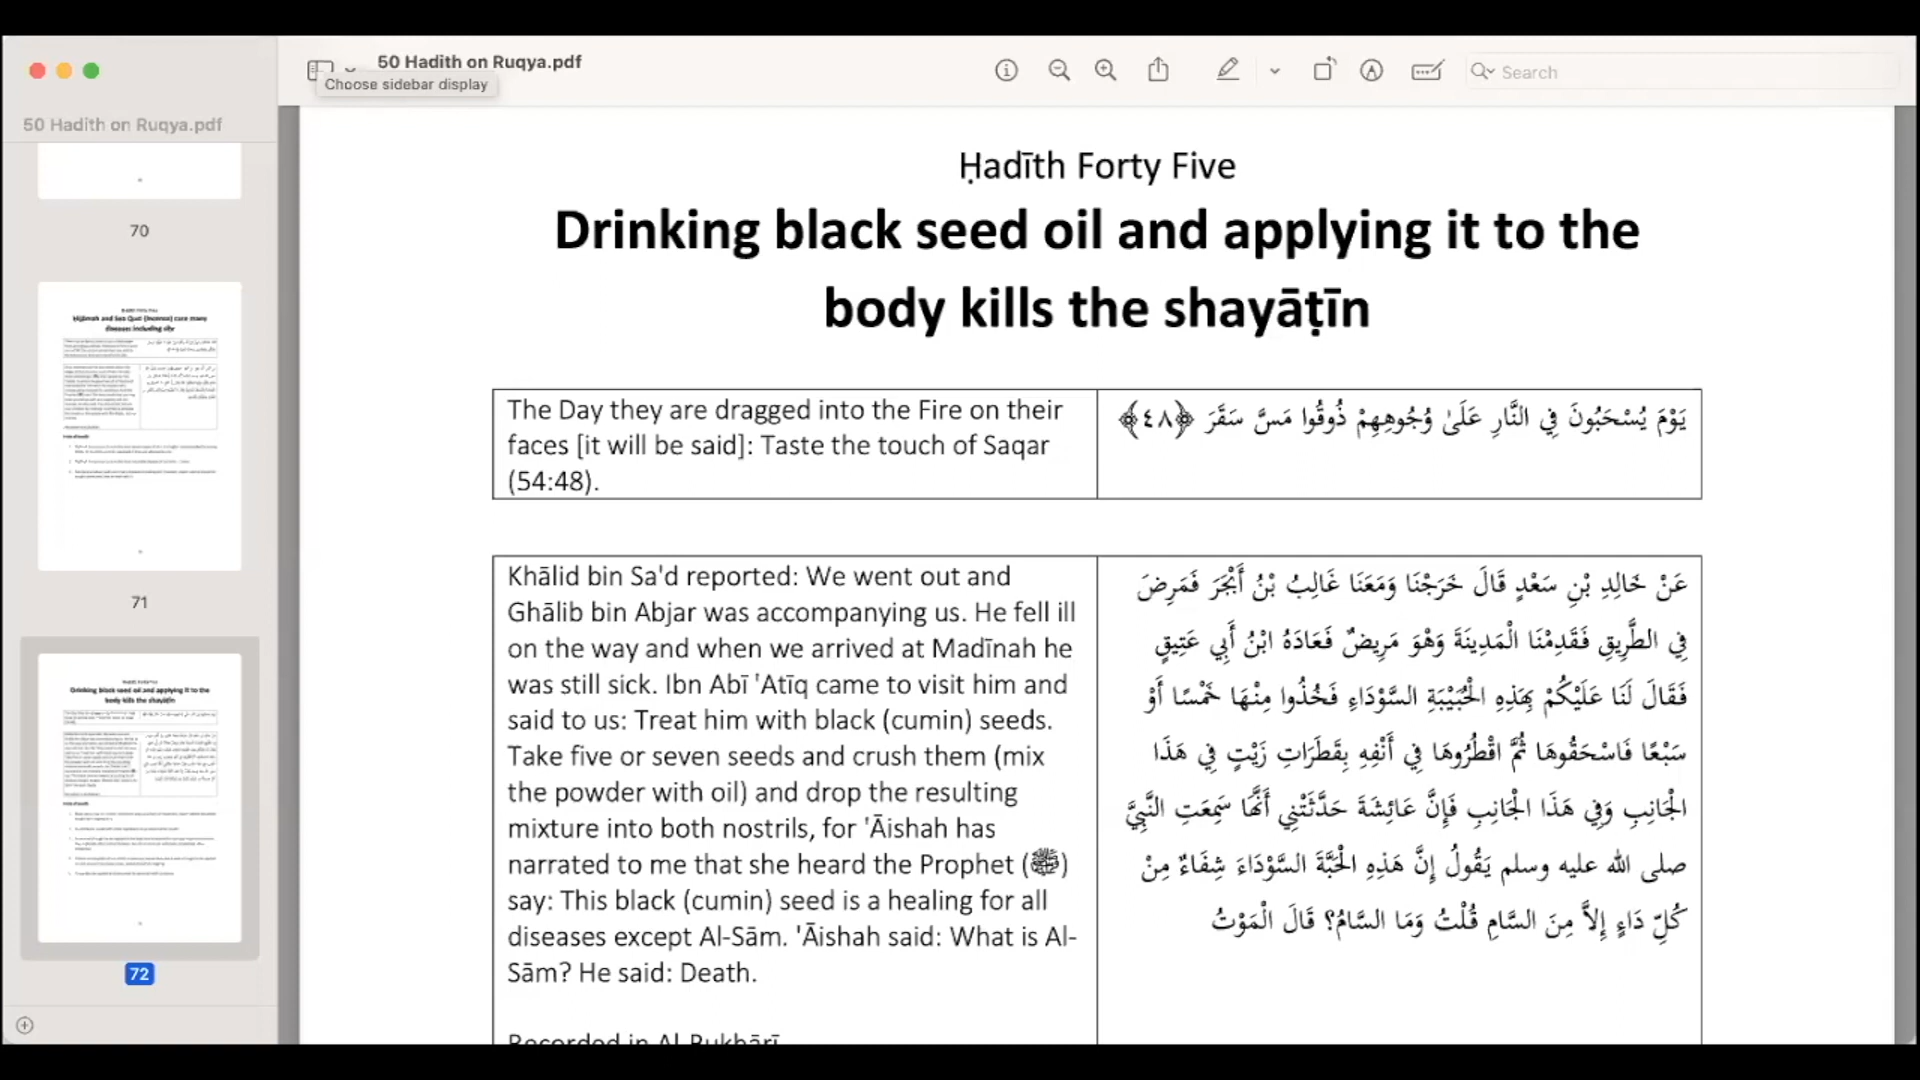 50 Hadith on Ruqya.pdf
Choose sidebar display
Search
50 Hadith on Ruqya.pdf
70
71
72
Ḥadīth Forty Five
Drinking black seed oil and applying it to the
body kills the shayāṭīn
The Day they are dragged into the Fire on their
faces [it will be said]: Taste the touch of Saqar
(54:48).
يَوْمَ يُسْحَبُونَ فِي النَّارِ عَلَىٰ وُجُوهِهِمْ ذُوقُوا مَسَّ سَقَرَ ﴿٤٨﴾
Khālid bin Sa'd reported: We went out and
Ghālib bin Abjar was accompanying us. He fell ill
on the way and when we arrived at Madīnah he
was still sick. Ibn Abī 'Atīq came to visit him and
said to us: Treat him with black (cumin) seeds.
Take five or seven seeds and crush them (mix
the powder with oil) and drop the resulting
mixture into both nostrils, for 'Āishah has
narrated to me that she heard the Prophet (ﷺ)
say: This black (cumin) seed is a healing for all
diseases except Al-Sām. 'Āishah said: What is Al-
Sām? He said: Death.
Recorded in Al-Bukhārī
عَنْ خَالِدِ بْنِ سَعْدٍ قَالَ خَرَجْنَا وَمَعَنَا غَالِبُ بْنُ أَبْجَرَ فَمَرِضَ
فِي الطَّرِيقِ فَقَدِمْنَا الْمَدِينَةَ وَهْوَ مَرِيضٌ فَعَادَهُ ابْنُ أَبِي عَتِيقٍ
فَقَالَ لَنَا عَلَيْكُمْ بِهَذِهِ الْحُبَيْبَةِ السَّوْدَاءِ فَخُذُوا مِنْهَا خَمْسًا أَوْ
سَبْعًا فَاسْحَقُوهَا ثُمَّ اقْطُرُوهَا فِي أَنْفِهِ بِقَطَرَاتِ زَيْتٍ فِي هَذَا
الْجَانِبِ وَفِي هَذَا الْجَانِبِ فَإِنَّ عَائِشَةَ حَدَّثَتْنِي أَنَّهَا سَمِعَتِ النَّبِيَّ
صلى الله عليه وسلم يَقُولُ إِنَّ هَذِهِ الْحَبَّةَ السَّوْدَاءَ شِفَاءٌ مِنْ
كُلِّ دَاءٍ إِلاَّ مِنَ السَّامِ قُلْتُ وَمَا السَّامُ؟ قَالَ الْمَوْتُ